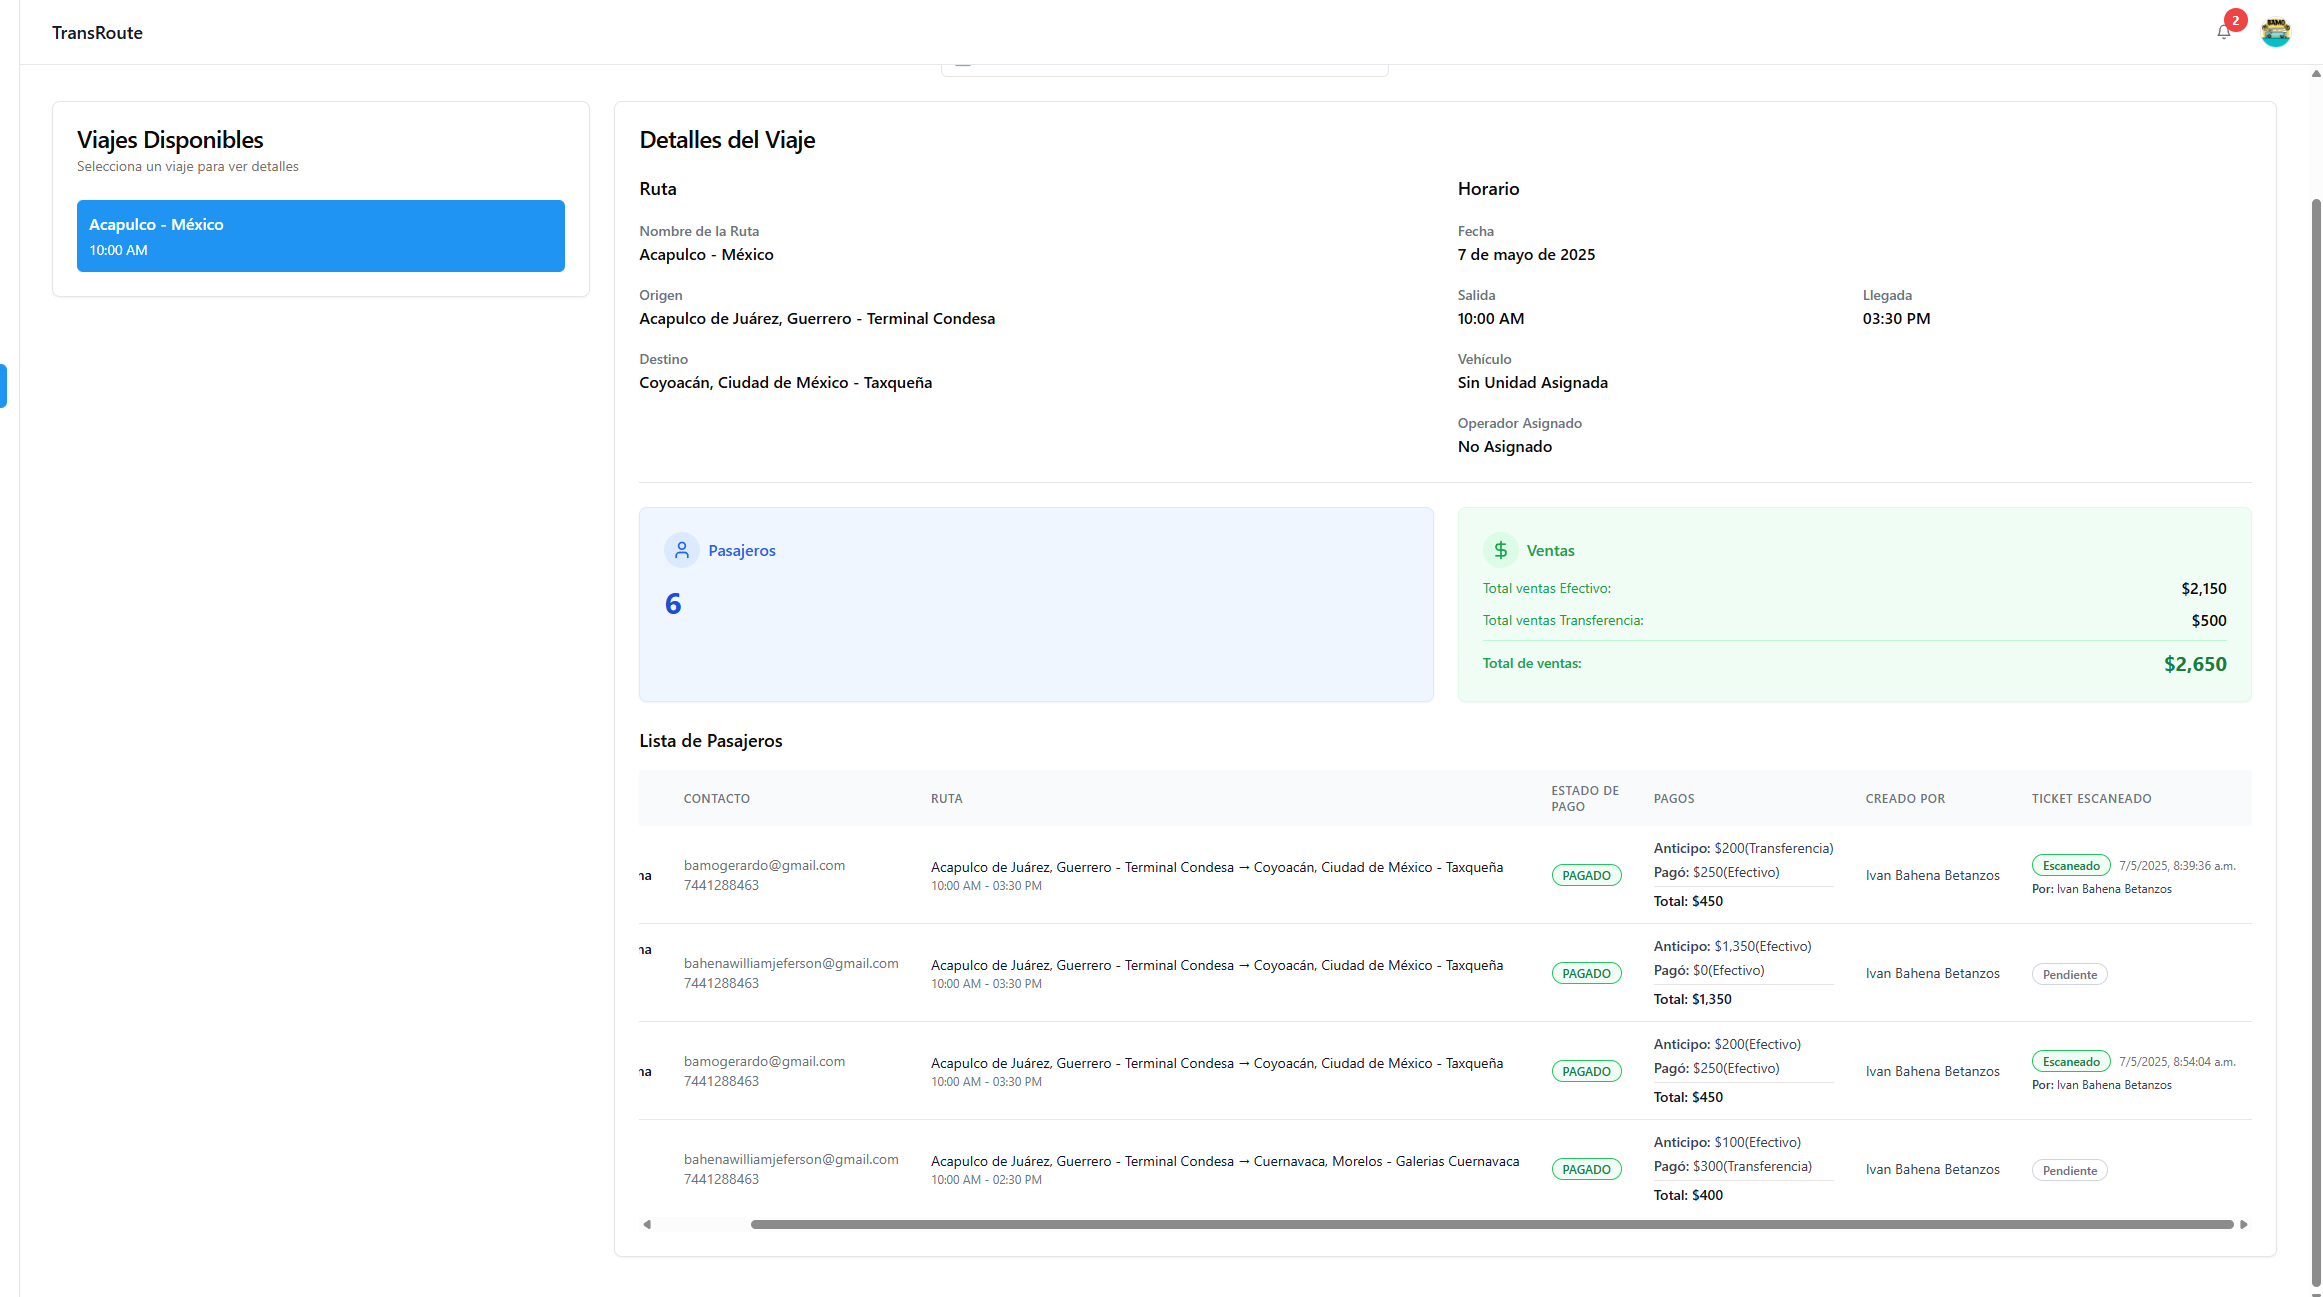 TransRoute
2
Viajes Disponibles
Selecciona un viaje para ver detalles
Acapulco - México
10:00 AM
Detalles del Viaje
Ruta
Nombre de la Ruta
Acapulco - México
Origen
Acapulco de Juárez, Guerrero - Terminal Condesa
Destino
Coyoacán, Ciudad de México - Taxqueña
Horario
Fecha
7 de mayo de 2025
Salida
10:00 AM
Llegada
03:30 PM
Vehículo
Sin Unidad Asignada
Operador Asignado
No Asignado
Pasajeros
6
Ventas
Total ventas Efectivo: $2,150
Total ventas Transferencia: $500
Total de ventas: $2,650
Lista de Pasajeros
CONTACTO
RUTA
ESTADO DE
PAGO
PAGOS
CREADO POR
TICKET ESCANEADO
na
bamogerardo@gmail.com
7441288463
Acapulco de Juárez, Guerrero - Terminal Condesa → Coyoacán, Ciudad de México - Taxqueña
10:00 AM - 03:30 PM
PAGADO
Anticipo: $200(Transferencia)
Pagó: $250(Efectivo)
Total: $450
Ivan Bahena Betanzos
Escaneado 7/5/2025, 8:39:36 a.m.
Por: Ivan Bahena Betanzos
na
bahenawilliamjeferson@gmail.com
7441288463
Acapulco de Juárez, Guerrero - Terminal Condesa → Coyoacán, Ciudad de México - Taxqueña
10:00 AM - 03:30 PM
PAGADO
Anticipo: $1,350(Efectivo)
Pagó: $0(Efectivo)
Total: $1,350
Ivan Bahena Betanzos
Pendiente
na
bamogerardo@gmail.com
7441288463
Acapulco de Juárez, Guerrero - Terminal Condesa → Coyoacán, Ciudad de México - Taxqueña
10:00 AM - 03:30 PM
PAGADO
Anticipo: $200(Efectivo)
Pagó: $250(Efectivo)
Total: $450
Ivan Bahena Betanzos
Escaneado 7/5/2025, 8:54:04 a.m.
Por: Ivan Bahena Betanzos
bahenawilliamjeferson@gmail.com
7441288463
Acapulco de Juárez, Guerrero - Terminal Condesa → Cuernavaca, Morelos - Galerias Cuernavaca
10:00 AM - 02:30 PM
PAGADO
Anticipo: $100(Efectivo)
Pagó: $300(Transferencia)
Total: $400
Ivan Bahena Betanzos
Pendiente